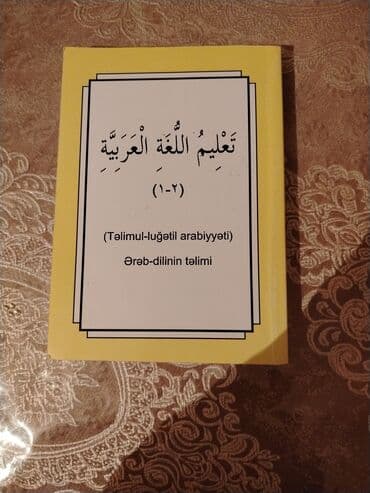 تَعْلِيمُ اللُّغَةِ الْعَرَبِيَّةِ
(١-٢)
(Təlimul-luğətil arabiyyəti)
Ərəb-dilinin təlimi